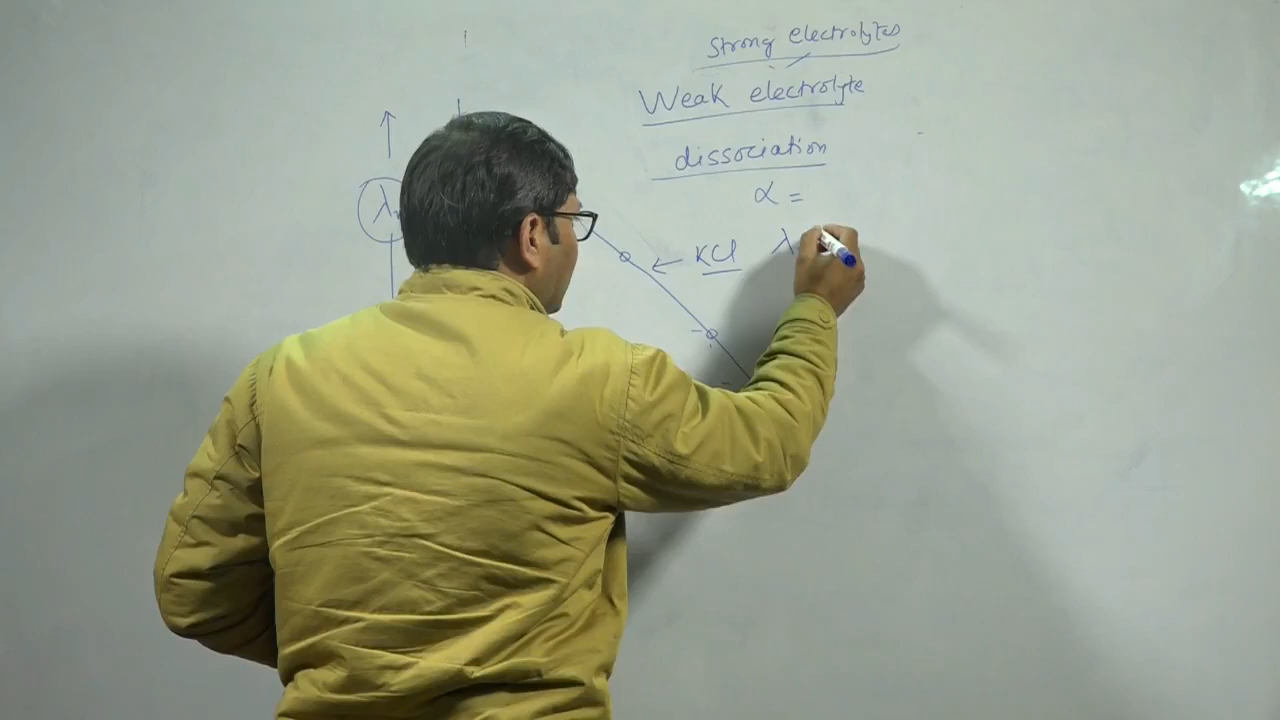 Strong electrolytes
Weak electrolyte
dissociation
α =
λ
← KCl λ